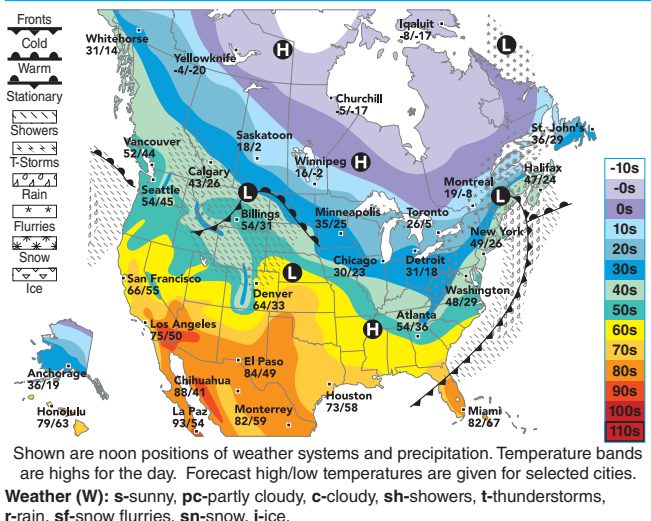 Fronts
Cold
Warm
Stationary
Showers
T-Storms
Rain
Flurries
Snow
Ice
Whitehorse
31/14
Yellowknife
-4/-20
H
Iqaluit
-8/-17
L
Churchill
-5/-17
Vancouver
52/44
Saskatoon
18/2
Calgary
43/26
Winnipeg
16/-2
H
St. John's
36/29
Halifax
47/24
Montreal
19/-8
L
Seattle
54/45
L
Billings
54/31
Minneapolis
35/25
Toronto
26/5
New York
49/26
Chicago
30/23
Detroit
31/18
San Francisco
66/55
L
Denver
64/33
Washington
48/29
Los Angeles
75/50
H
Atlanta
54/36
El Paso
84/49
Anchorage
36/19
Chihuahua
88/41
Houston
73/58
Honolulu
79/63
La Paz
93/54
Monterrey
82/59
Miami
82/67
-10s
-0s
0s
10s
20s
30s
40s
50s
60s
70s
80s
90s
100s
110s
Shown are noon positions of weather systems and precipitation. Temperature bands
are highs for the day. Forecast high/low temperatures are given for selected cities.
Weather (W): s-sunny, pc-partly cloudy, c-cloudy, sh-showers, t-thunderstorms,
r-rain, sf-snow flurries, sn-snow, i-ice.